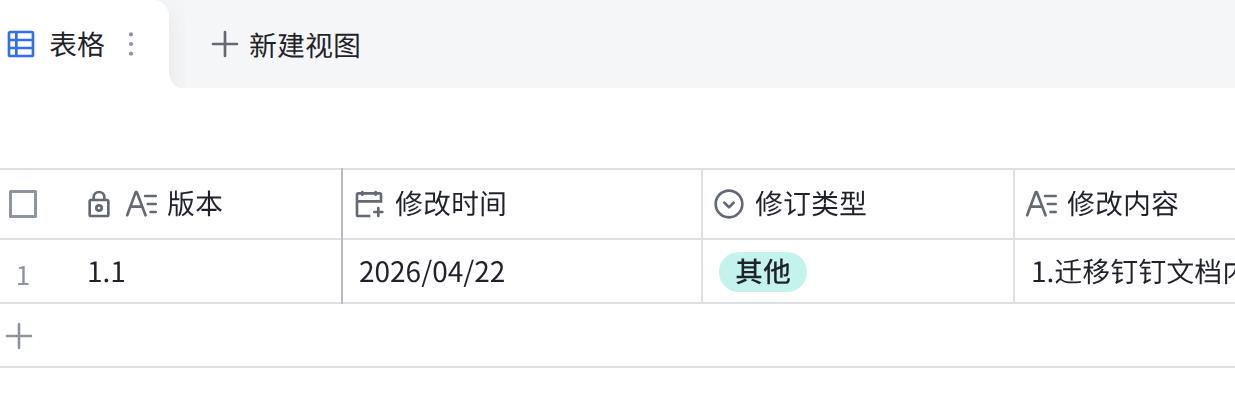 表格 新建视图
版本 修改时间 修订类型 修改内容
1 1.1 2026/04/22 其他 1.迁移钉钉文档内